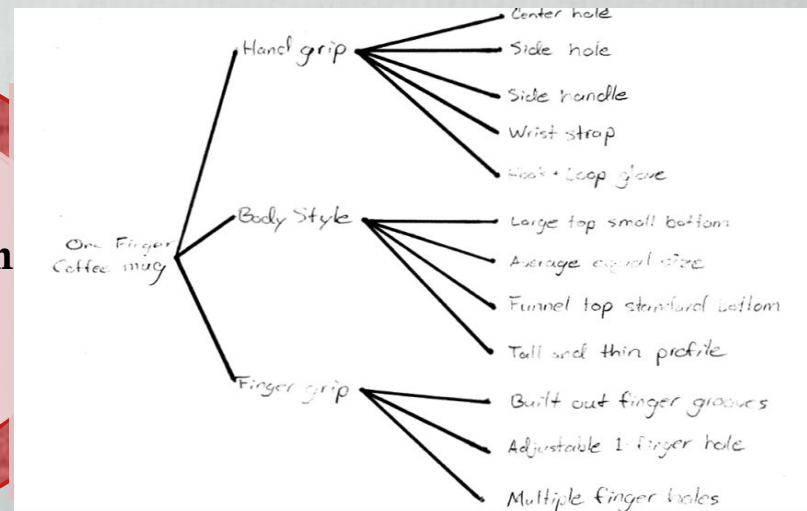 Hand grip
Center hole
Side hole
Side handle
Wrist strap
Hook + Loop glove
Body Style
Large top small bottom
Average equal size
Funnel top standard bottom
Tall and thin profile
One Finger
Coffee mug
Finger grip
Built out finger grooves
Adjustable 1 finger hole
Multiple finger holes